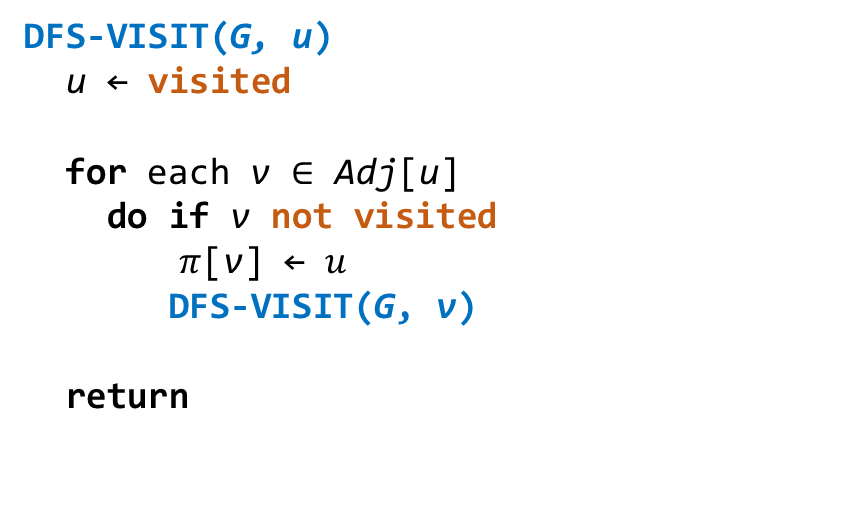 DFS-VISIT(G, u)
u ← visited
for each v ∈ Adj[u]
do if v not visited
π[v] ← u
DFS-VISIT(G, v)
return